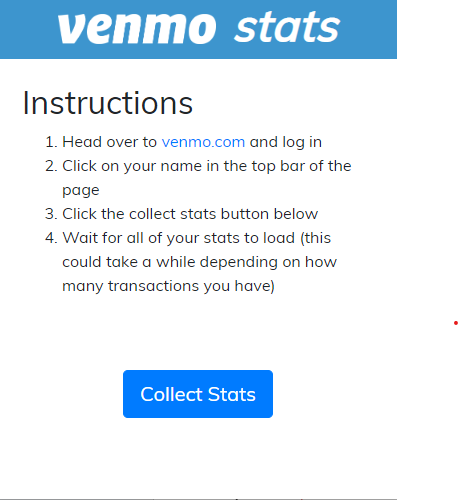 venmo stats
Instructions
1. Head over to venmo.com and log in
2. Click on your name in the top bar of the
page
3. Click the collect stats button below
4. Wait for all of your stats to load (this
could take a while depending on how
many transactions you have)
Collect Stats